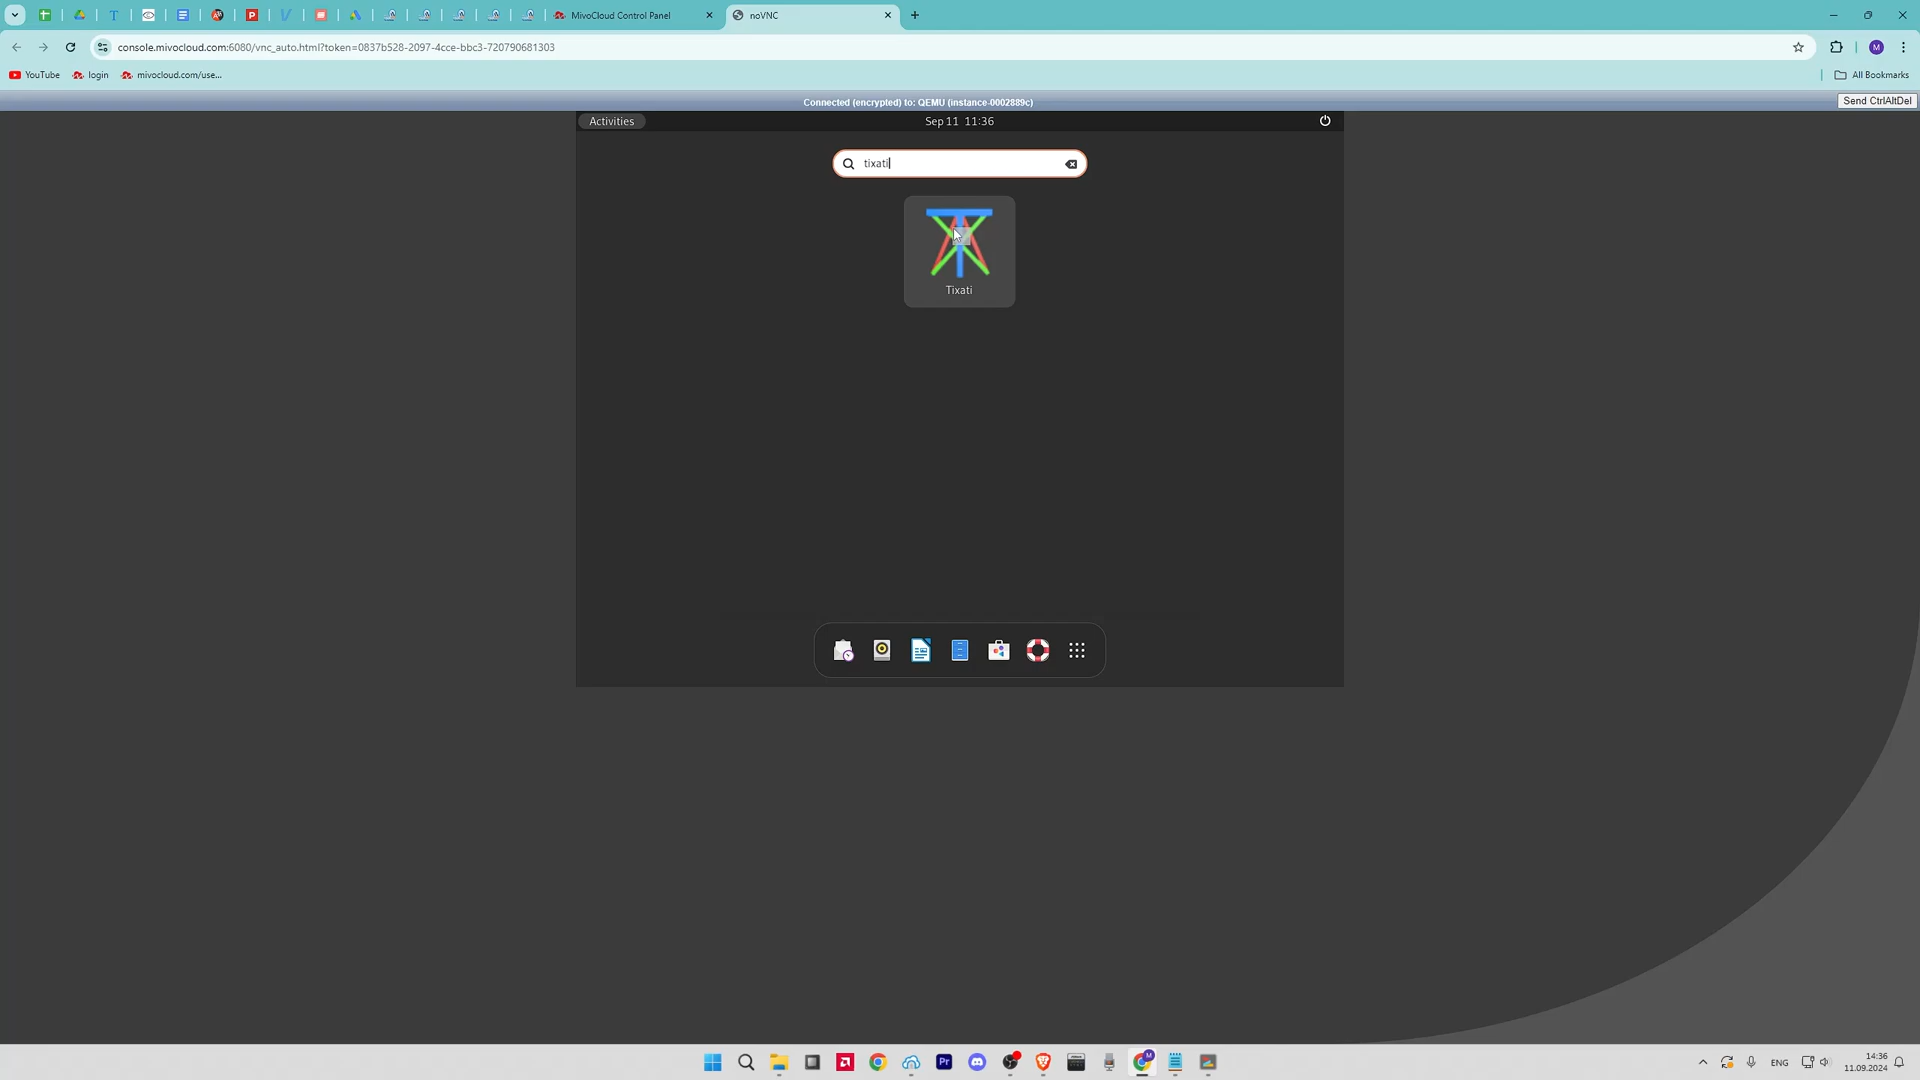 MivoCloud Control Panel
noVNC
console.mivocloud.com:6080/vnc_auto.html?token=0837b528-2097-4cce-bbc3-720790681303
YouTube
login
mivocloud.com/use...
All Bookmarks
Connected (encrypted) to: QEMU (instance-0002889c)
Send CtrlAltDel
Activities
Sep 11 11:36
tixati
Tixati
ENG
14:36
11.09.2024